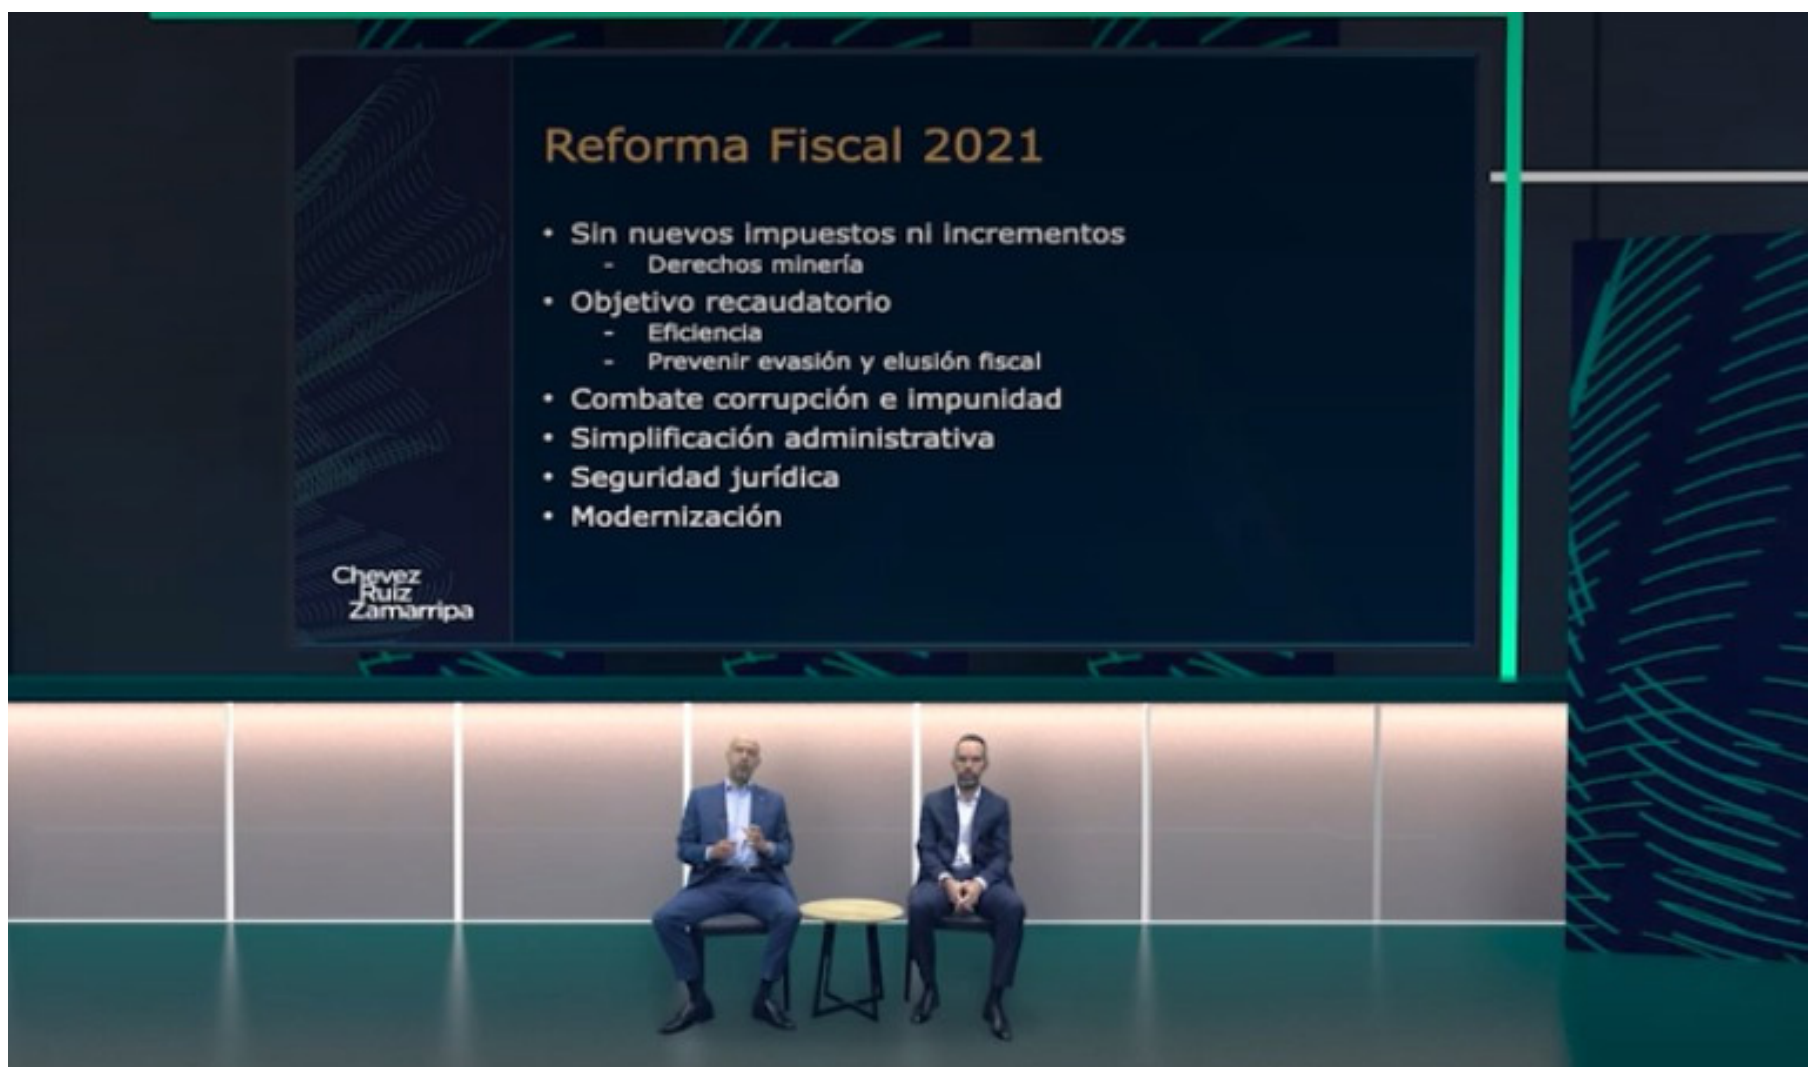 Reforma Fiscal 2021
• Sin nuevos impuestos ni incrementos
- Derechos minería
• Objetivo recaudatorio
- Eficiencia
- Prevenir evasión y elusión fiscal
• Combate corrupción e impunidad
• Simplificación administrativa
• Seguridad jurídica
• Modernización
Chevez
Ruiz
Zamarripa